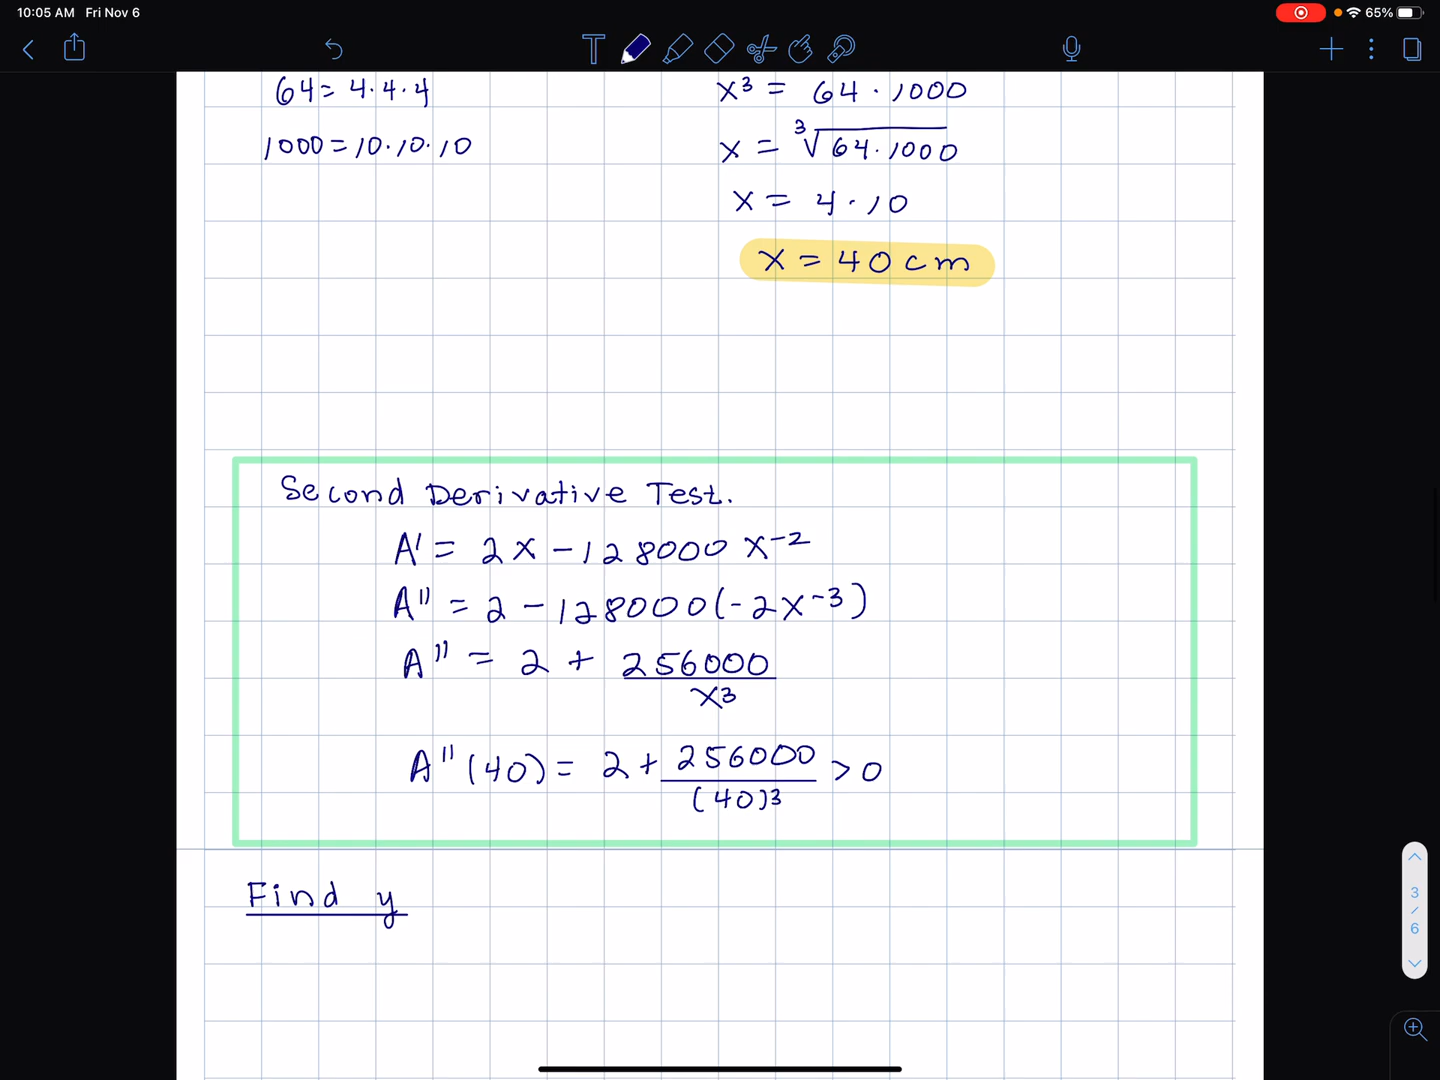 10:05 AM Fri Nov 6
65%
64 = 4·4·4
1000 = 10·10·10
x³ = 64·1000
x = ³√64·1000
x = 4·10
x = 40 cm
Second Derivative Test.
A' = 2x - 128000 x⁻²
A'' = 2 - 128000(-2x⁻³)
A'' = 2 + 256000/x³
A''(40) = 2 + 256000/(40)³ > 0
Find y
3
/
6